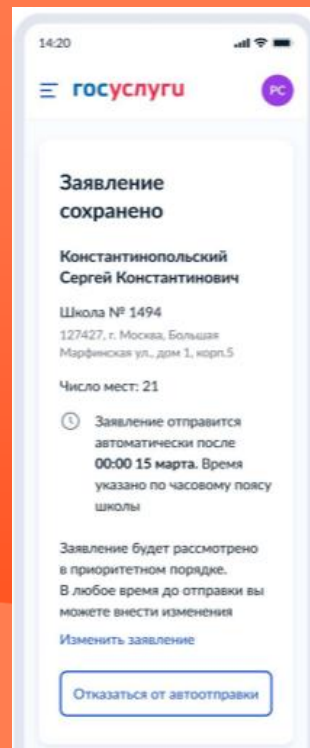 14:20
госуслуги
РС
Заявление
сохранено
Константинопольский
Сергей Константинович
Школа № 1494
127427, г. Москва, Большая
Марфинская ул., дом 1, корп.5
Число мест: 21
Заявление отправится
автоматически после
00:00 15 марта. Время
указано по часовому поясу
школы
Заявление будет рассмотрено
в приоритетном порядке.
В любое время до отправки вы
можете внести изменения
Изменить заявление
Отказаться от автоотправки